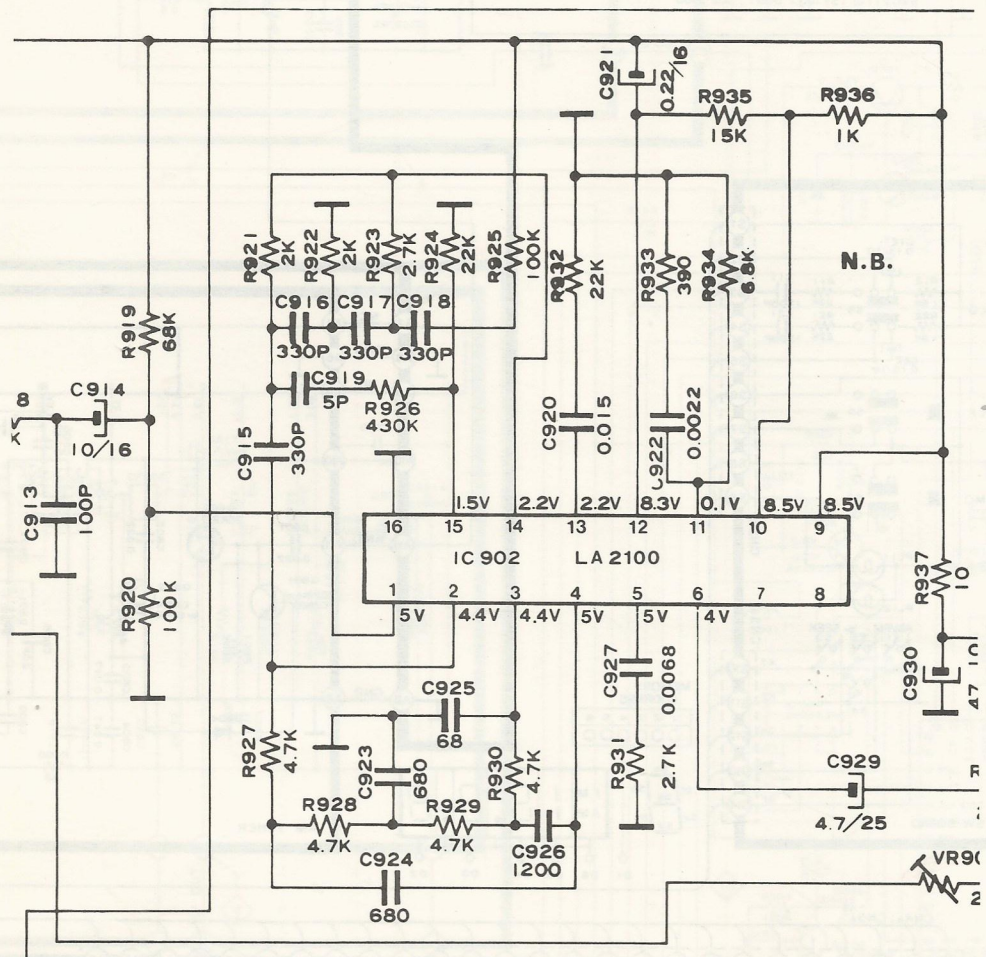 C921
0.22/16
R935
15K
R936
1K
R921
2K
R922
2K
R923
2.7K
R924
22K
R925
100K
R932
22K
R933
390
R934
6.8K
N.B.
R919
68K
C916
330P
C917
330P
C918
330P
C919
5P
R926
430K
8
C914
10/16
C915
330P
C920
0.015
C922
0.0022
C913
100P
1.5V
2.2V
2.2V
8.3V
0.1V
8.5V
8.5V
16
15
14
13
12
11
10
9
IC 902
LA 2100
1
2
3
4
5
6
7
8
5V
4.4V
4.4V
5V
5V
4V
R920
100K
R937
10
C930
47
C925
68
C927
0.0068
R927
4.7K
C923
680
R930
4.7K
R931
2.7K
C929
4.7/25
R928
4.7K
R929
4.7K
C926
1200
C924
680
VR90
2